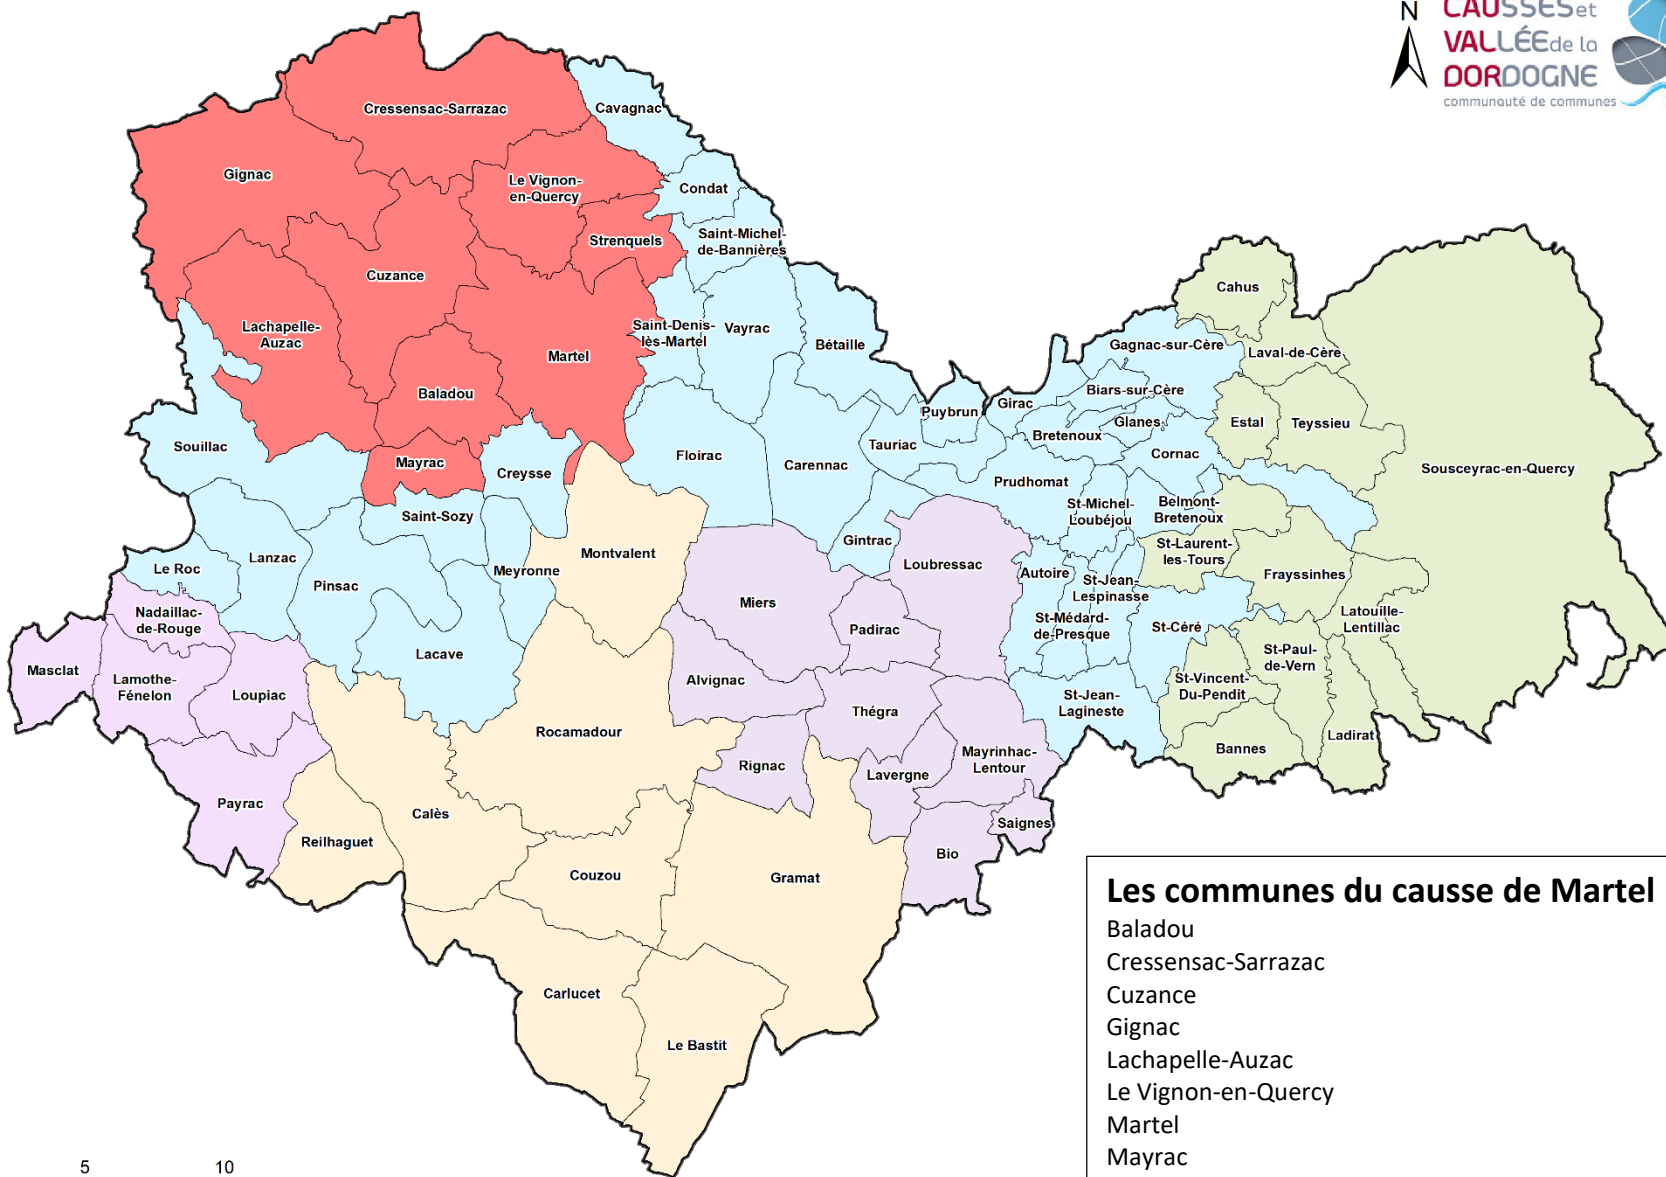 N
CAUSSES et
VALLÉE de la
DORDOGNE
communauté de communes
Cressensac-Sarrazac
Cavagnac
Gignac
Le Vignon-
en-Quercy
Condat
Strenquels
Saint-Michel-
de-Bannières
Cuzance
Cahus
Lachapelle-
Auzac
Martel
Saint-Denis-
lès-Martel
Vayrac
Bétaille
Gagnac-sur-Cère
Laval-de-Cère
Baladou
Biars-sur-Cère
Girac
Puybrun
Glanes
Estal
Teyssieu
Bretenoux
Tauriac
Souillac
Mayrac
Creysse
Floirac
Carennac
Cornac
Sousceyrac-en-Quercy
Prudhomat
Saint-Sozy
St-Michel-
Loubéjou
Belmont-
Bretenoux
Gintrac
St-Laurent-
les-Tours
Lanzac
Montvalent
Le Roc
Pinsac
Meyronne
Loubressac
Autoire
St-Jean-
Lespinasse
Frayssinhes
Nadaillac-
de-Rouge
Miers
Padirac
St-Médard-
de-Presque
St-Céré
Latouille-
Lentillac
Masclat
Lamothe-
Fénelon
Loupiac
Lacave
Alvignac
St-Jean-
Lagineste
St-Vincent-
Du-Pendit
St-Paul-
de-Vern
Thégra
Rocamadour
Rignac
Mayrinhac-
Lentour
Bannes
Ladirat
Lavergne
Payrac
Calès
Reilhaguet
Saignes
Bio
Couzou
Gramat
Carlucet
Le Bastit
5 10
Les communes du causse de Martel
Baladou
Cressensac-Sarrazac
Cuzance
Gignac
Lachapelle-Auzac
Le Vignon-en-Quercy
Martel
Mayrac